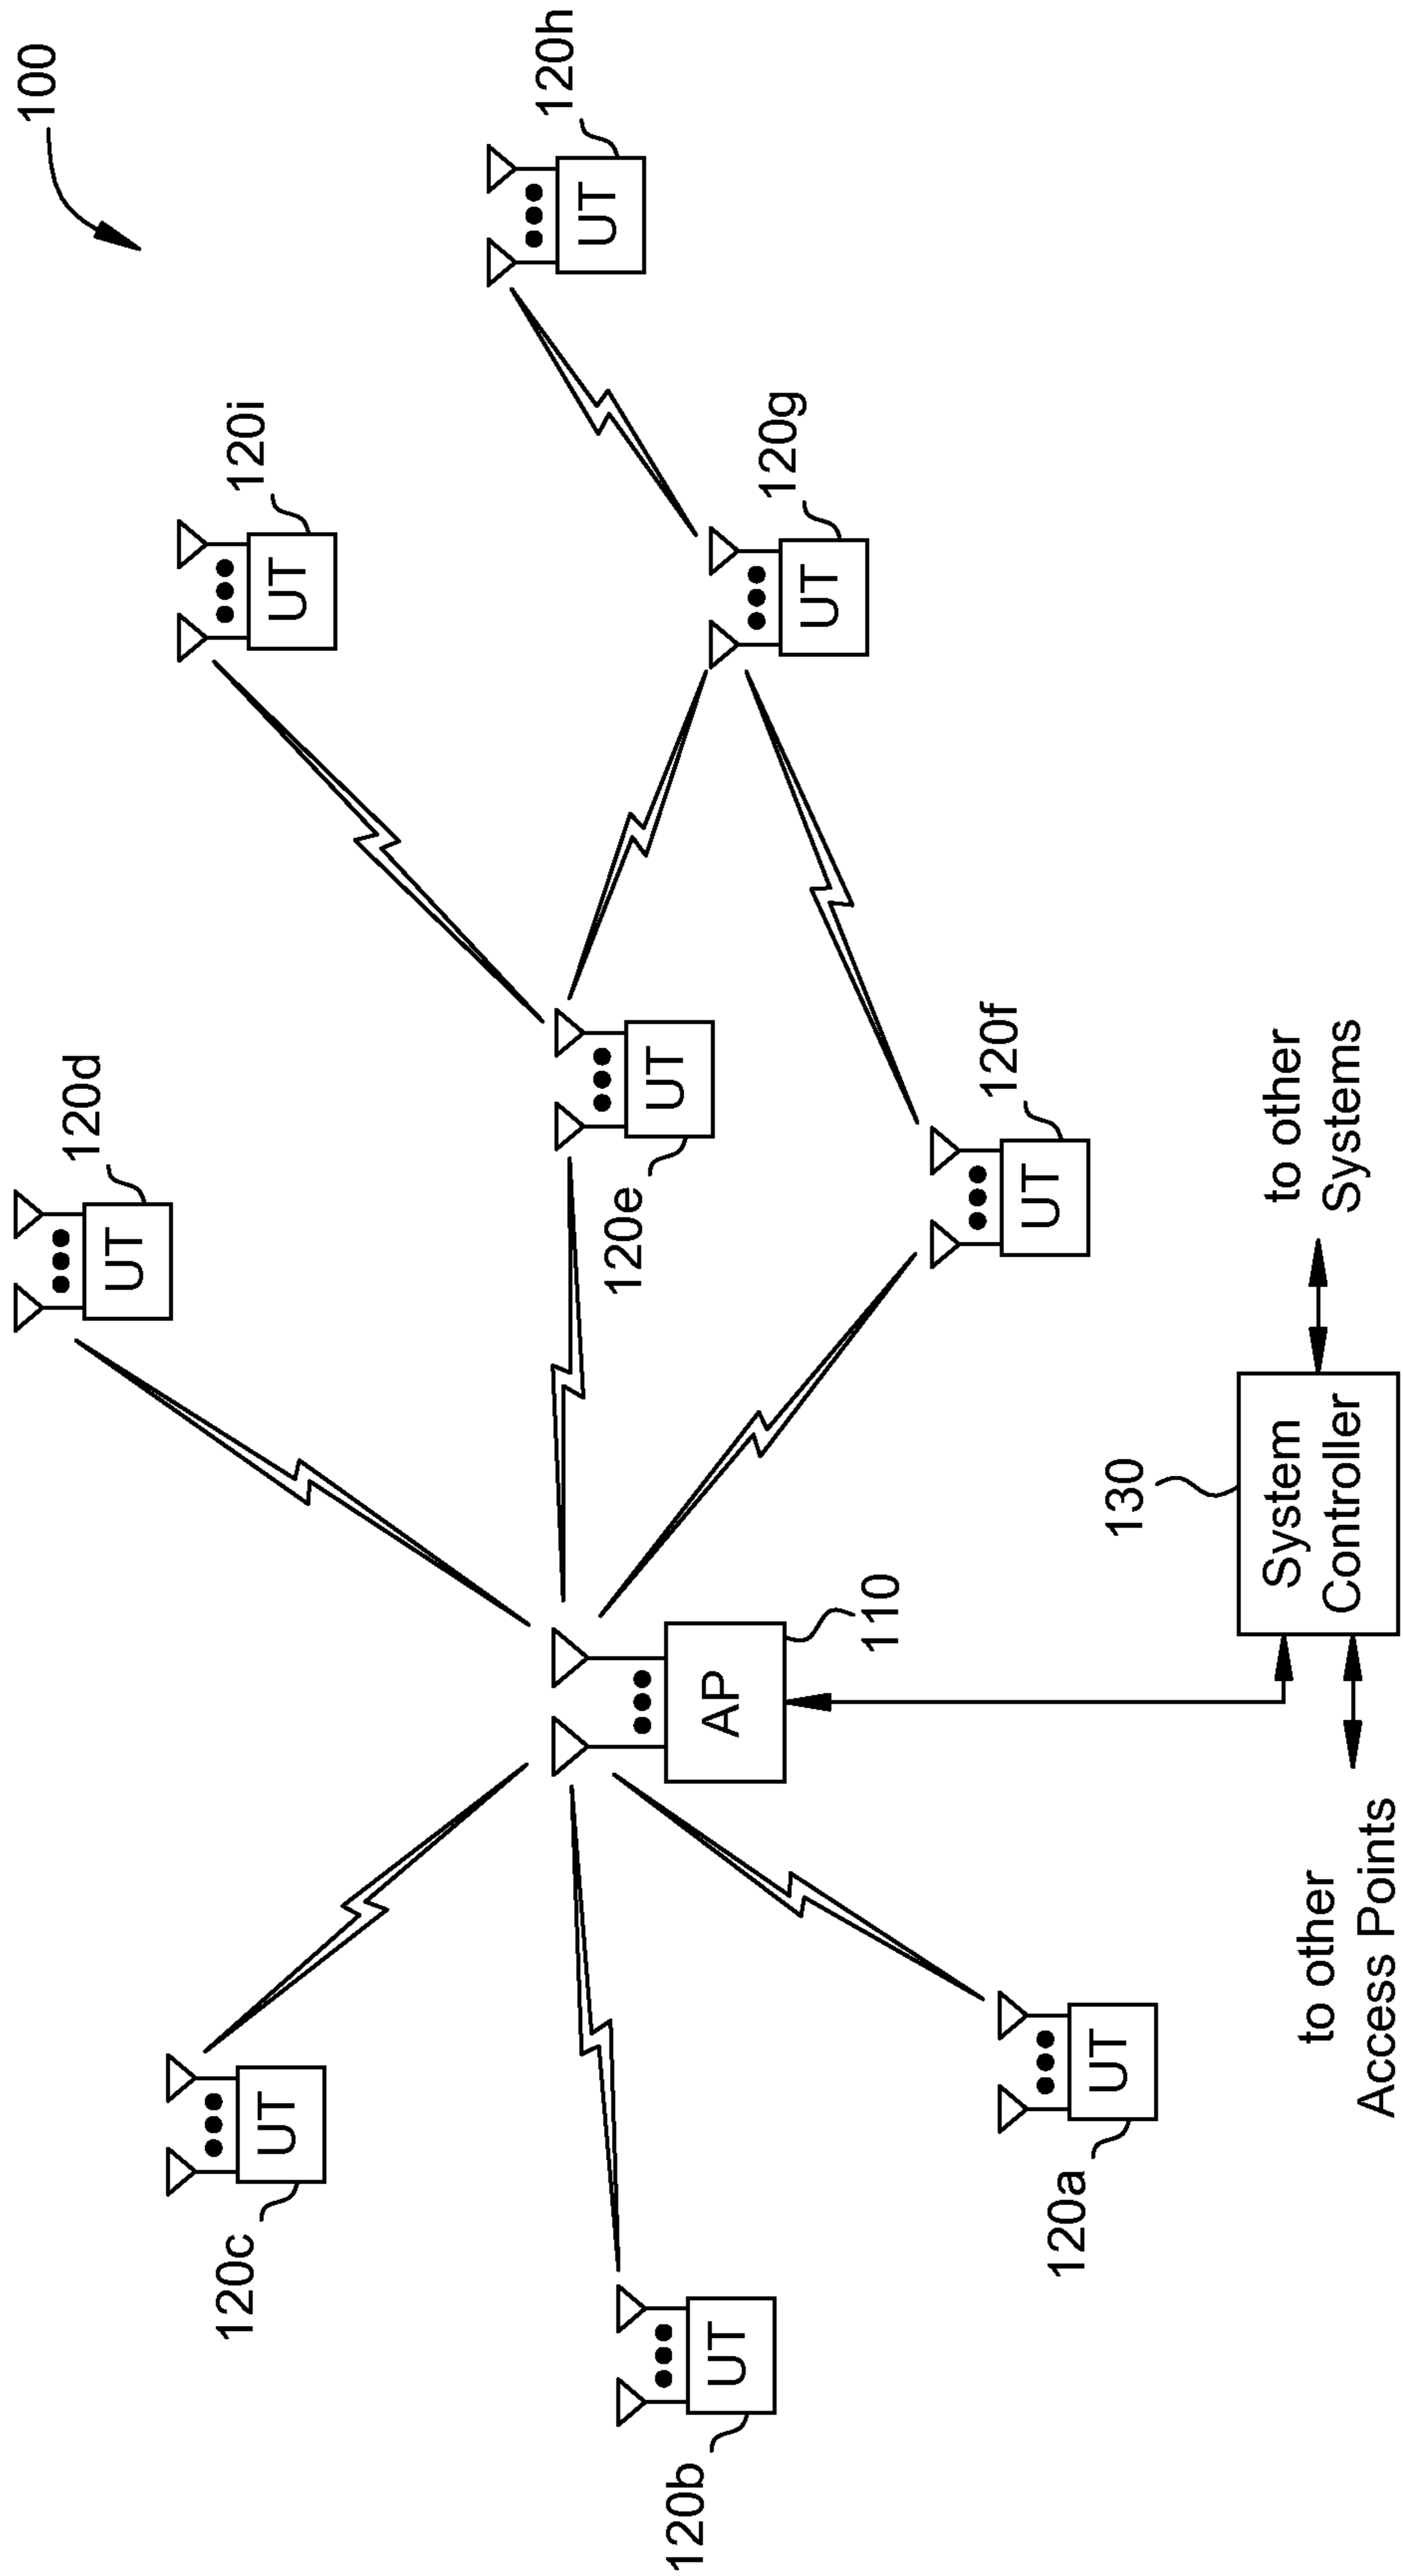 100
120d
UT
120i
UT
120c
UT
120h
UT
120e
UT
120g
UT
120b
UT
AP
110
120f
UT
120a
UT
130
System
Controller
to other
Systems
to other
Access Points